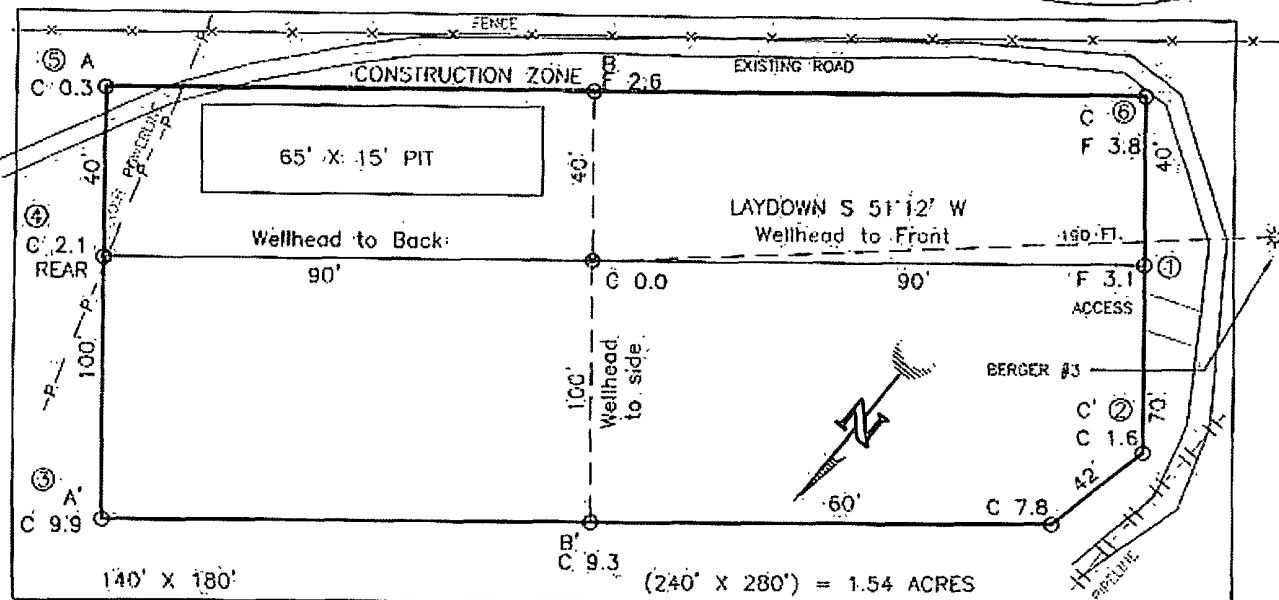 FENCE
⑤ A
C 0.3
CONSTRUCTION ZONE
B
F 2.6
EXISTING ROAD
C ⑥
F 3.8
40'
POWERLINE
P
P
65' X 15' PIT
40'
40'
④
C 2.1
REAR
Wellhead to Back
90'
LAYDOWN S 51°12' W
Wellhead to Front
190 FT.
C 0.0
90'
F 3.1
①
ACCESS
P
P
100'
100'
Wellhead
to side
N
BERGER #3
C' ②
C 1.6
70'
③
A'
C 9.9
B'
C 9.3
60'
C 7.8
42'
PIPELINE
140' X 180'
(240' X 280') = 1.54 ACRES